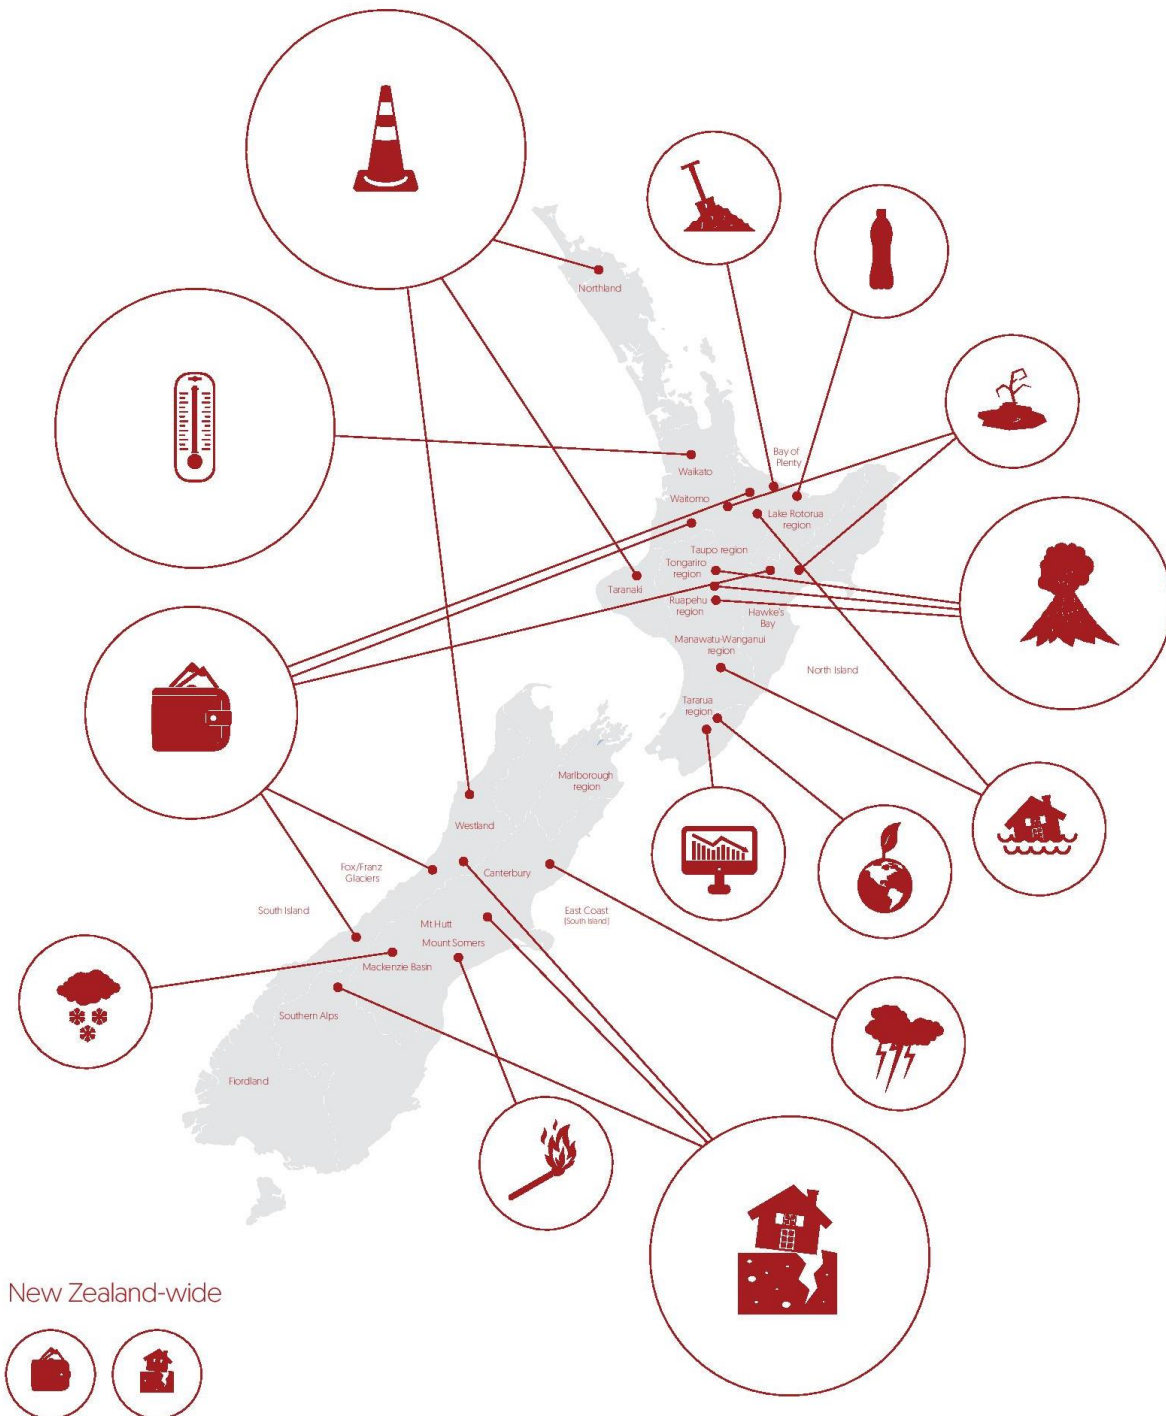 Northland
Bay of
Plenty
Waikato
Waitomo
Lake Rotorua
region
Taupo region
Tongariro
region
Taranaki
Ruapehu
region
Hawke's
Bay
Manawatu-Wanganui
region
North Island
Tararua
region
Marlborough
region
Westland
Fox/Franz
Glaciers
Canterbury
South Island
East Coast
(South Island)
Mt Hutt
Mount Somers
Mackenzie Basin
Southern Alps
Fiordland
New Zealand-wide